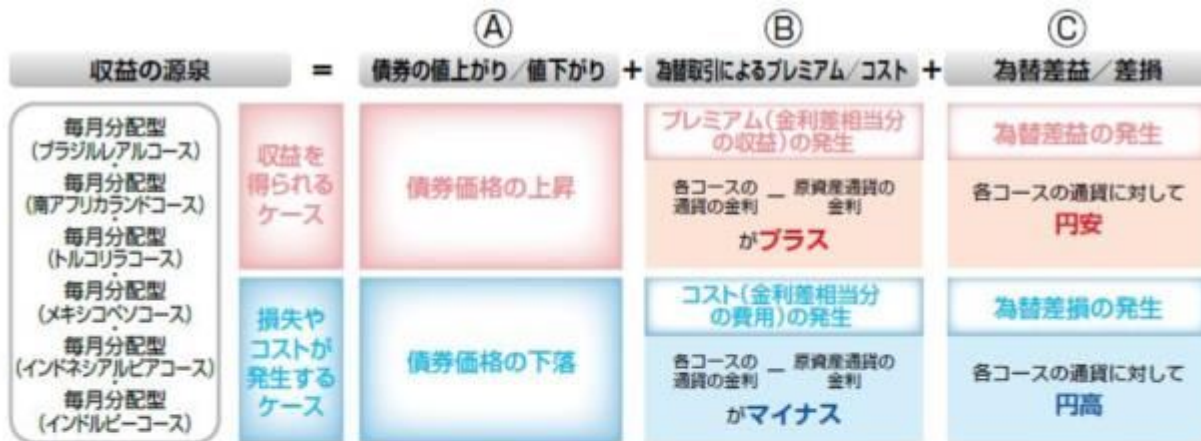 Ⓐ Ⓑ Ⓒ
収益の源泉 = 債券の値上がり/値下がり + 為替取引によるプレミアム/コスト + 為替差益/差損
毎月分配型
(ブラジルレアルコース)
・
毎月分配型
(南アフリカランドコース)
・
毎月分配型
(トルコリラコース)
・
毎月分配型
(メキシコペソコース)
・
毎月分配型
(インドネシアルピアコース)
・
毎月分配型
(インドルピーコース)
収益を
得られる
ケース
債券価格の上昇
プレミアム(金利差相当分
の収益)の発生
各コースの
通貨の金利 − 原資産通貨の
金利
がプラス
為替差益の発生
各コースの通貨に対して
円安
損失や
コストが
発生する
ケース
債券価格の下落
コスト(金利差相当分
の費用)の発生
各コースの
通貨の金利 − 原資産通貨の
金利
がマイナス
為替差損の発生
各コースの通貨に対して
円高